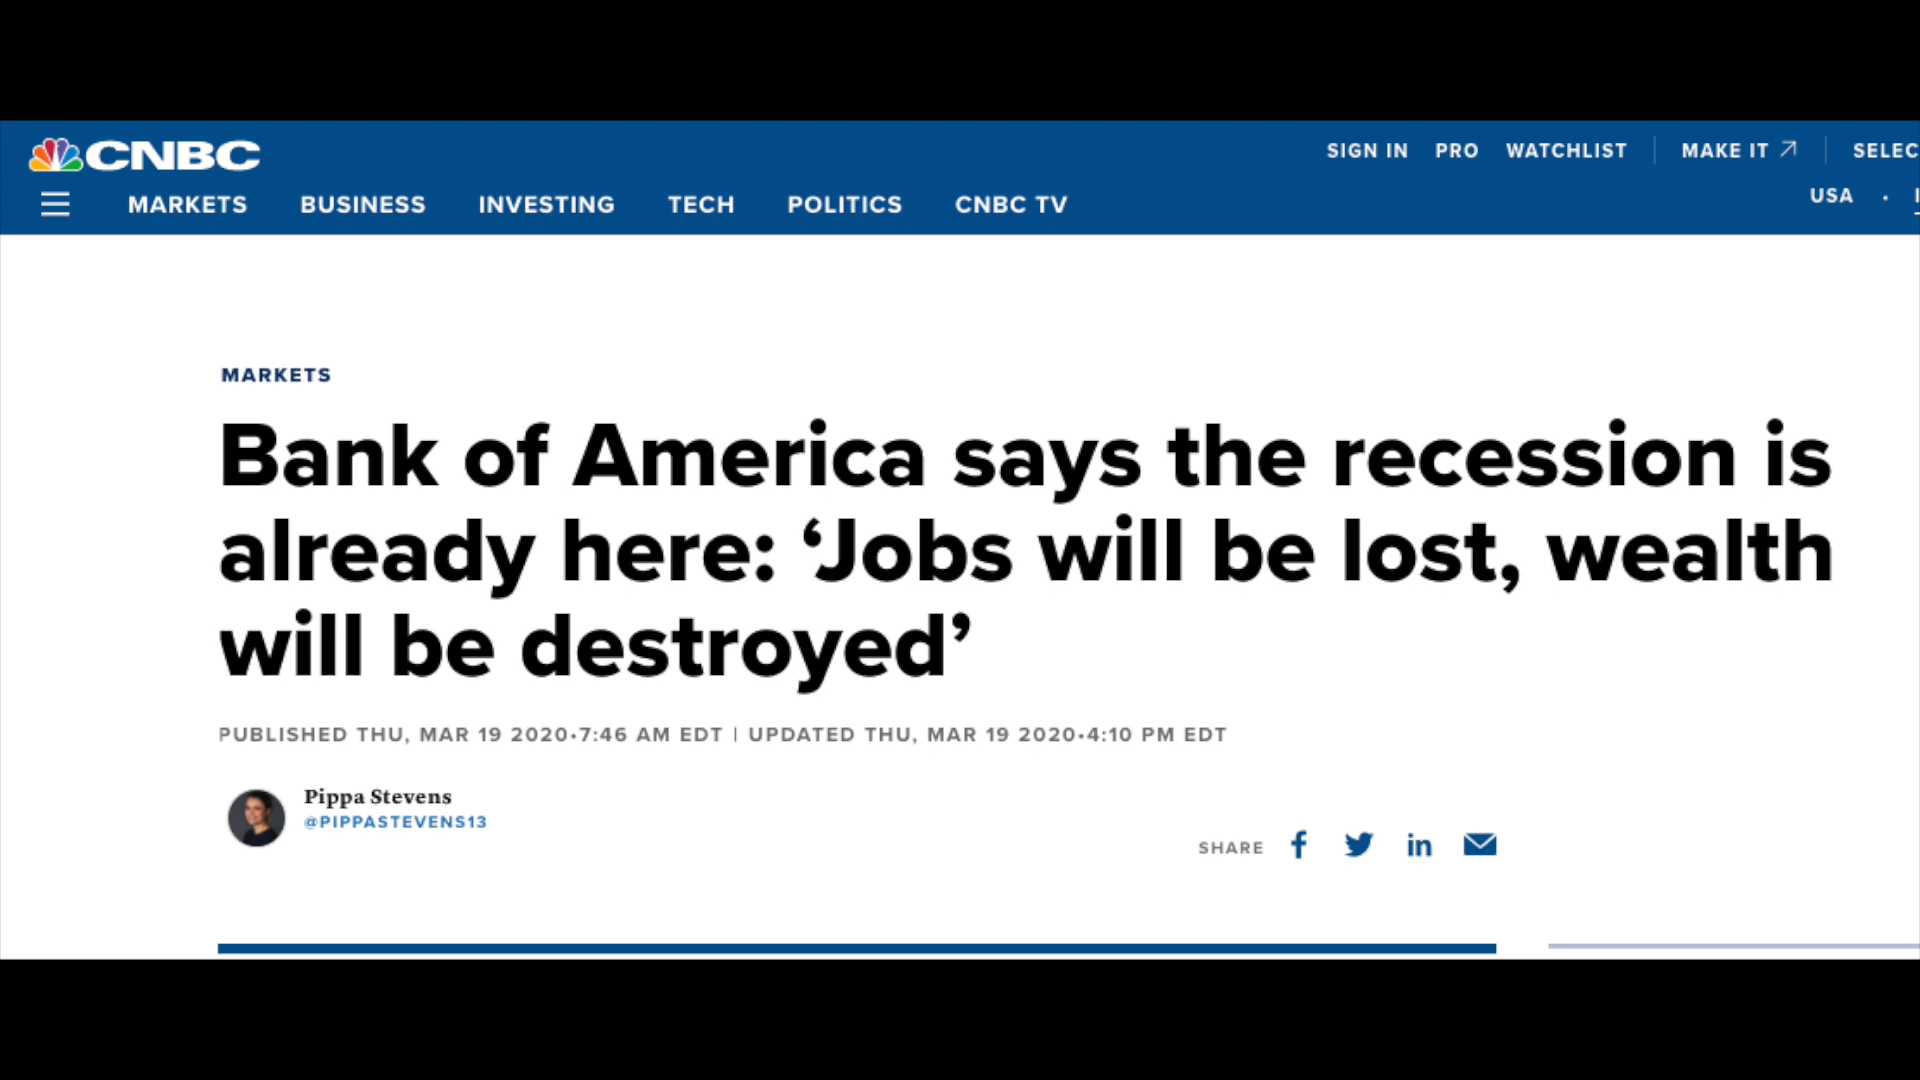 CNBC
SIGN IN PRO WATCHLIST MAKE IT SELEC
MARKETS BUSINESS INVESTING TECH POLITICS CNBC TV
USA ·
MARKETS
Bank of America says the recession is
already here: ‘Jobs will be lost, wealth
will be destroyed’
PUBLISHED THU, MAR 19 2020•7:46 AM EDT | UPDATED THU, MAR 19 2020•4:10 PM EDT
Pippa Stevens
@PIPPASTEVENS13
SHARE